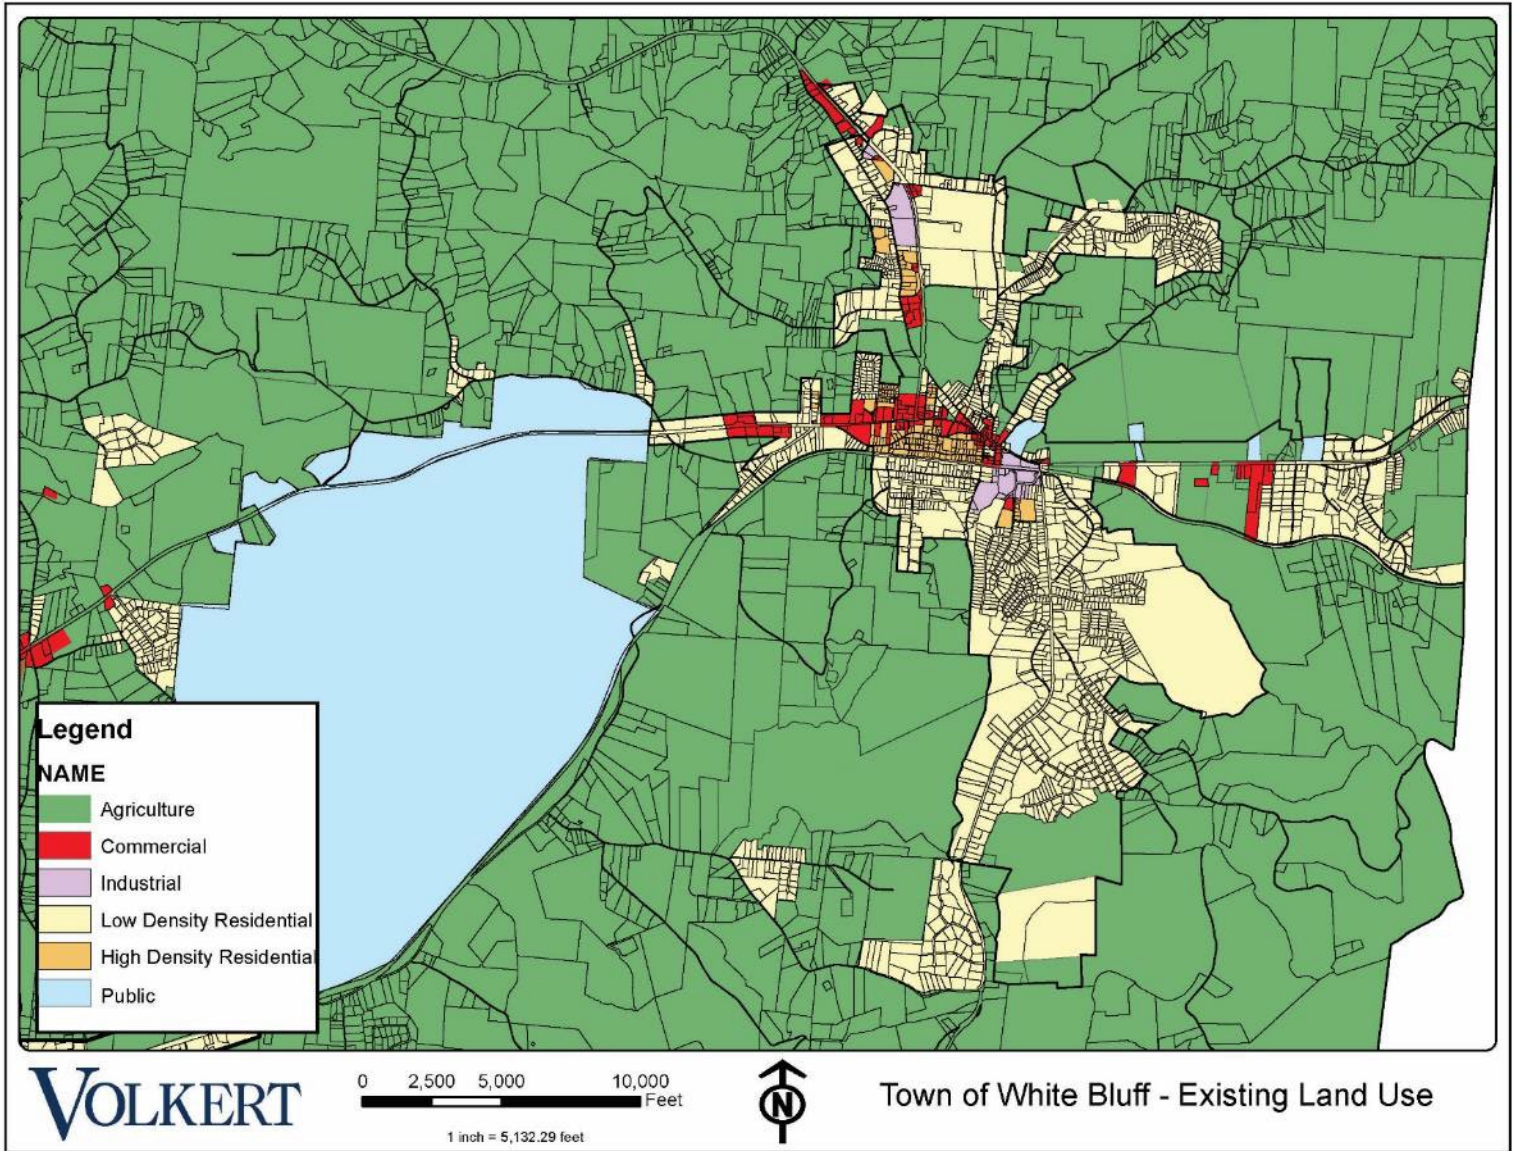 Legend
NAME
Agriculture
Commercial
Industrial
Low Density Residential
High Density Residential
Public
VOLKERT
0 2,500 5,000 10,000
Feet
1 inch = 5,132.29 feet
N
Town of White Bluff - Existing Land Use